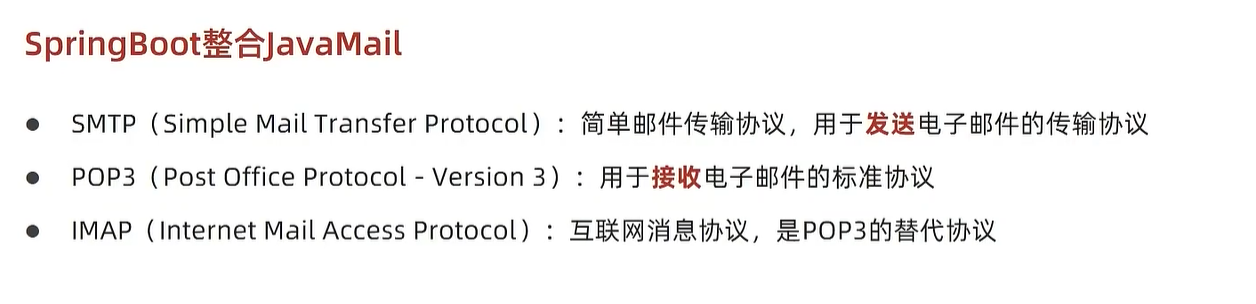 SpringBoot整合JavaMail
● SMTP（Simple Mail Transfer Protocol）：简单邮件传输协议，用于发送电子邮件的传输协议
● POP3（Post Office Protocol - Version 3）：用于接收电子邮件的标准协议
● IMAP（Internet Mail Access Protocol）：互联网消息协议，是POP3的替代协议